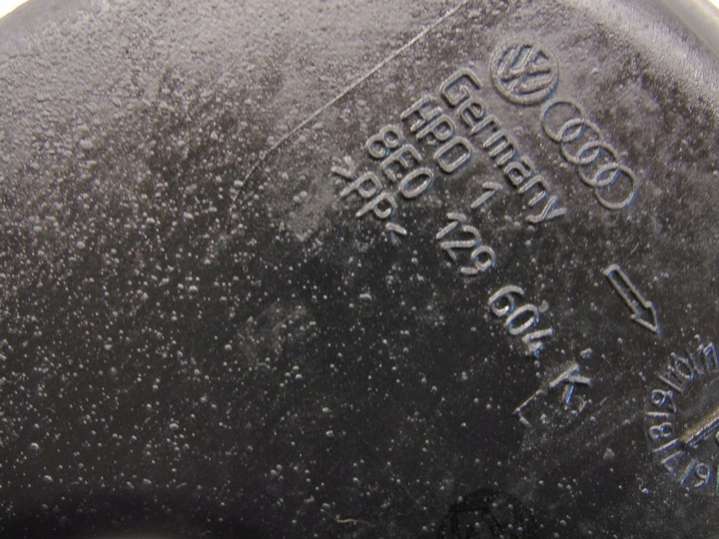 Germany
HPD 1
8E0 129 604 K
>PP<